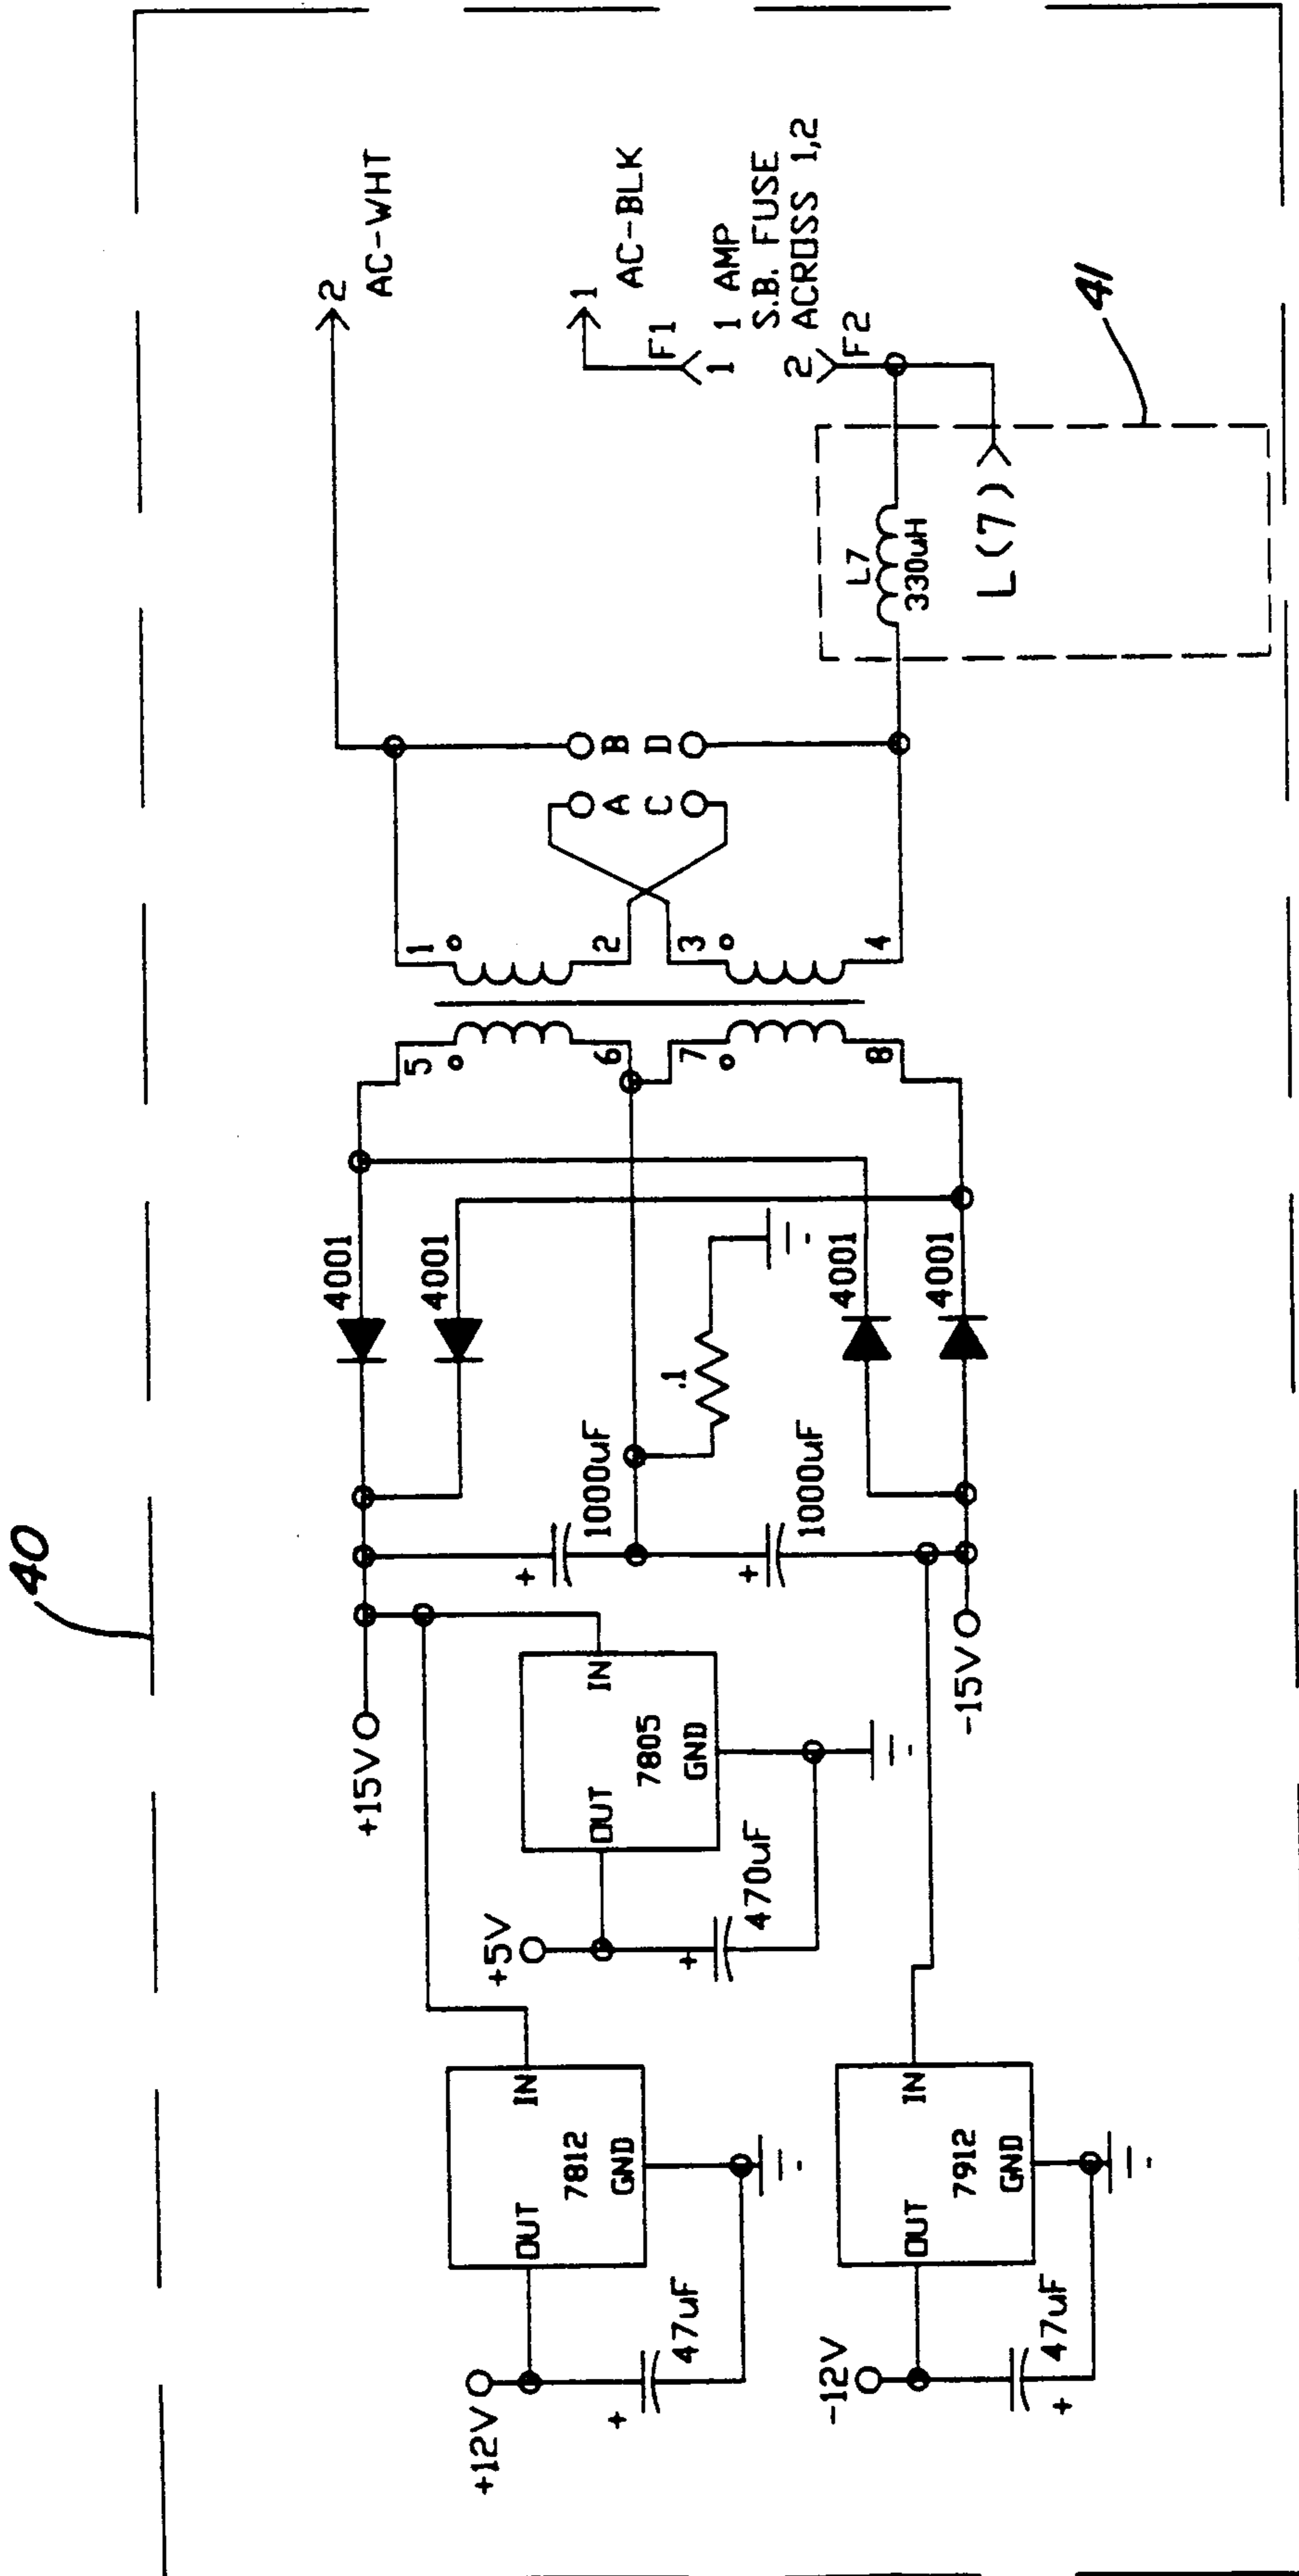 40
+12V
47uF
+
OUT
IN
7812
GND
-12V
47uF
+
OUT
IN
7912
GND
+15V
+5V
470uF
+
OUT
IN
7805
GND
-15V
+
1000uF
+
1000uF
.1
4001
4001
4001
4001
5
6
7
8
1
2
3
4
A
B
C
D
2
AC-WHT
1
AC-BLK
F1
1
1 AMP
S.B. FUSE
ACROSS 1,2
2
F2
L7
330uH
L(7)
41